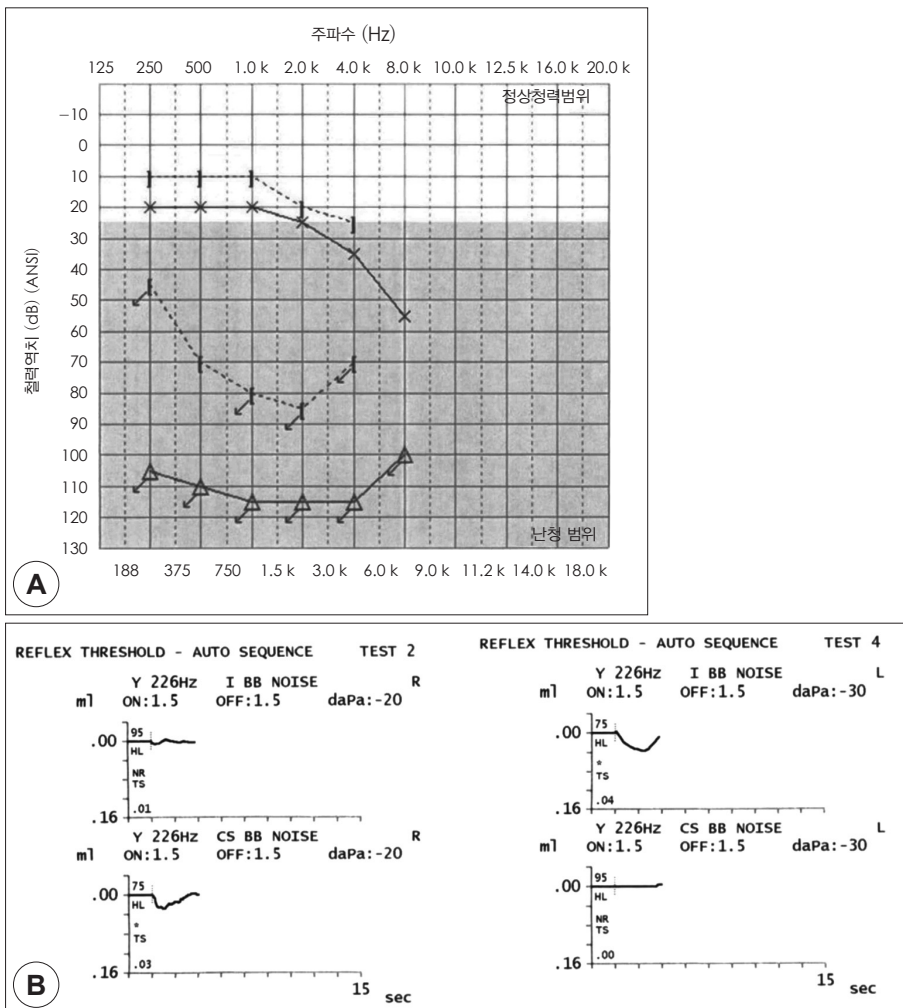 주파수 (Hz)
125 250 500 1.0 k 2.0 k 4.0 k 8.0 k 10.0 k 12.5 k 16.0 k 20.0 k
정상청력범위
-10
0
10
20
30
40
50
60
70
80
90
100
110
120
130
철력역치 (dB) (ANSI)
난청 범위
188 375 750 1.5 k 3.0 k 6.0 k 9.0 k 11.2 k 14.0 k 18.0 k
A
REFLEX THRESHOLD - AUTO SEQUENCE TEST 2
Y 226Hz I BB NOISE R
ml ON:1.5 OFF:1.5 daPa:-20
95
.00
HL
NR
TS
.01
.16
Y 226Hz CS BB NOISE R
ml ON:1.5 OFF:1.5 daPa:-20
75
.00
HL
*
TS
.03
.16
15
sec
REFLEX THRESHOLD - AUTO SEQUENCE TEST 4
Y 226Hz I BB NOISE L
ml ON:1.5 OFF:1.5 daPa:-30
75
.00
HL
*
TS
.04
.16
Y 226Hz CS BB NOISE L
ml ON:1.5 OFF:1.5 daPa:-30
95
.00
HL
NR
TS
.00
.16
15
sec
B